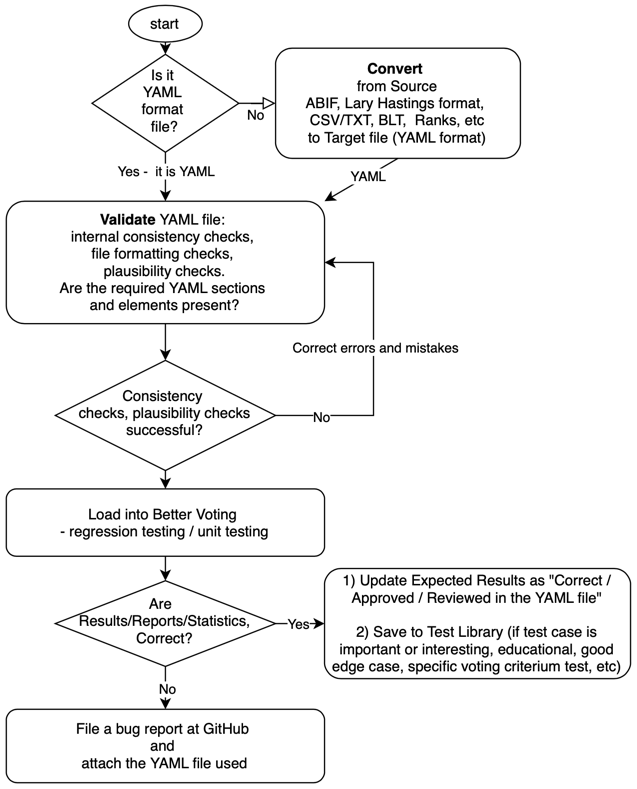 start
Is it
YAML
format
file?
No
Convert
from Source
ABIF, Lary Hastings format,
CSV/TXT, BLT, Ranks, etc
to Target file (YAML format)
Yes - it is YAML
YAML
Validate YAML file:
internal consistency checks,
file formatting checks,
plausibility checks.
Are the required YAML sections
and elements present?
Correct errors and mistakes
Consistency
checks, plausibility checks
successful?
No
Load into Better Voting
- regression testing / unit testing
Are
Results/Reports/Statistics,
Correct?
Yes
1) Update Expected Results as "Correct /
Approved / Reviewed in the YAML file"
2) Save to Test Library (if test case is
important or interesting, educational, good
edge case, specific voting criterium test, etc)
No
File a bug report at GitHub
and
attach the YAML file used